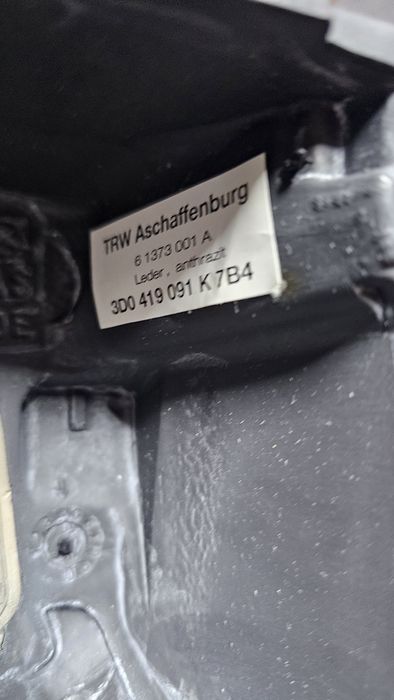 TRW Aschaffenburg
6 1373 001 A
Leder , anthrazit
3D0 419 091 K 7B4